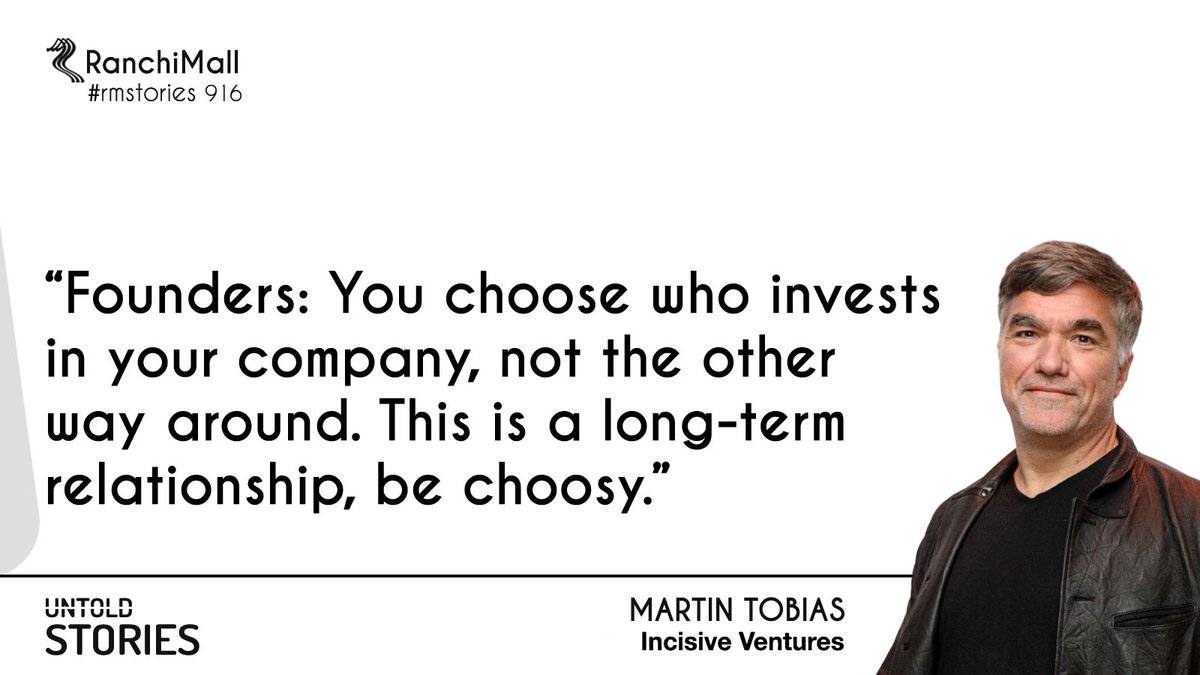 RanchiMall
#rmstories 916
“Founders: You choose who invests
in your company, not the other
way around. This is a long-term
relationship, be choosy.”
UNTOLD
STORIES
MARTIN TOBIAS
Incisive Ventures